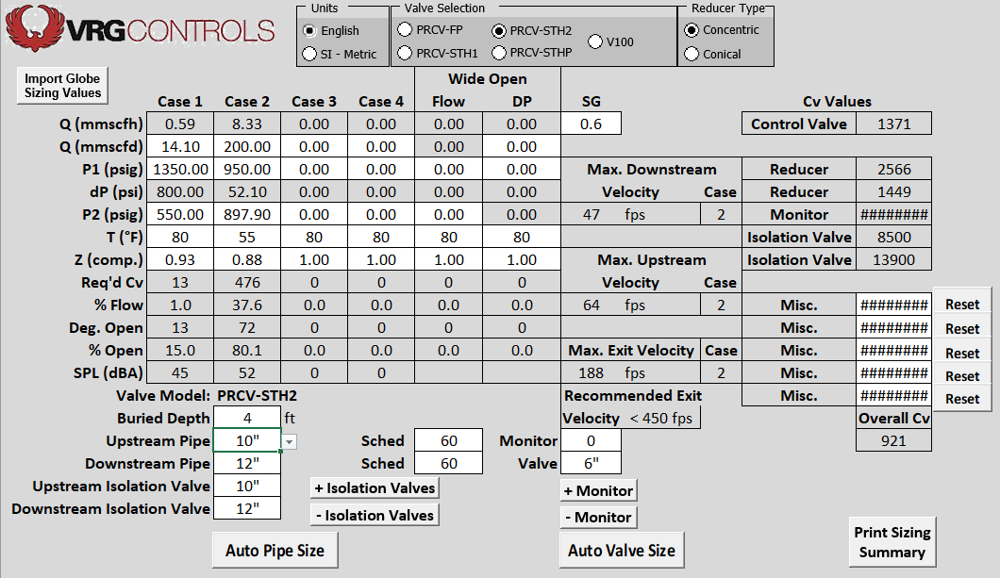 VRGCONTROLS
Units
English
SI - Metric
Valve Selection
PRCV-FP PRCV-STH2 V100
PRCV-STH1 PRCV-STHP
Reducer Type
Concentric
Conical
Import Globe
Sizing Values
Wide Open
Case 1 Case 2 Case 3 Case 4 Flow DP SG Cv Values
Q (mmscfh) 0.59 8.33 0.00 0.00 0.00 0.00 0.6 Control Valve 1371
Q (mmscfd) 14.10 200.00 0.00 0.00 0.00 0.00
P1 (psig) 1350.00 950.00 0.00 0.00 0.00 0.00 Max. Downstream Reducer 2566
dP (psi) 800.00 52.10 0.00 0.00 0.00 0.00 Velocity Case Reducer 1449
P2 (psig) 550.00 897.90 0.00 0.00 0.00 0.00 47 fps 2 Monitor ########
T (°F) 80 55 80 80 80 80 Isolation Valve 8500
Z (comp.) 0.93 0.88 1.00 1.00 1.00 1.00 Max. Upstream Isolation Valve 13900
Req'd Cv 13 476 0 0 0 0 Velocity Case
% Flow 1.0 37.6 0.0 0.0 0.0 0.0 64 fps 2 Misc. ######## Reset
Deg. Open 13 72 0 0 0 0 Misc. ######## Reset
% Open 15.0 80.1 0.0 0.0 0.0 0.0 Max. Exit Velocity Case Misc. ######## Reset
SPL (dBA) 45 52 0 0 188 fps 2 Misc. ######## Reset
Valve Model: PRCV-STH2 Recommended Exit Misc. ######## Reset
Buried Depth 4 ft Velocity < 450 fps Overall Cv
Upstream Pipe 10" Sched 60 Monitor 0 921
Downstream Pipe 12" Sched 60 Valve 6"
Upstream Isolation Valve 10" + Isolation Valves + Monitor
Downstream Isolation Valve 12" - Isolation Valves - Monitor
Auto Pipe Size Auto Valve Size
Print Sizing
Summary